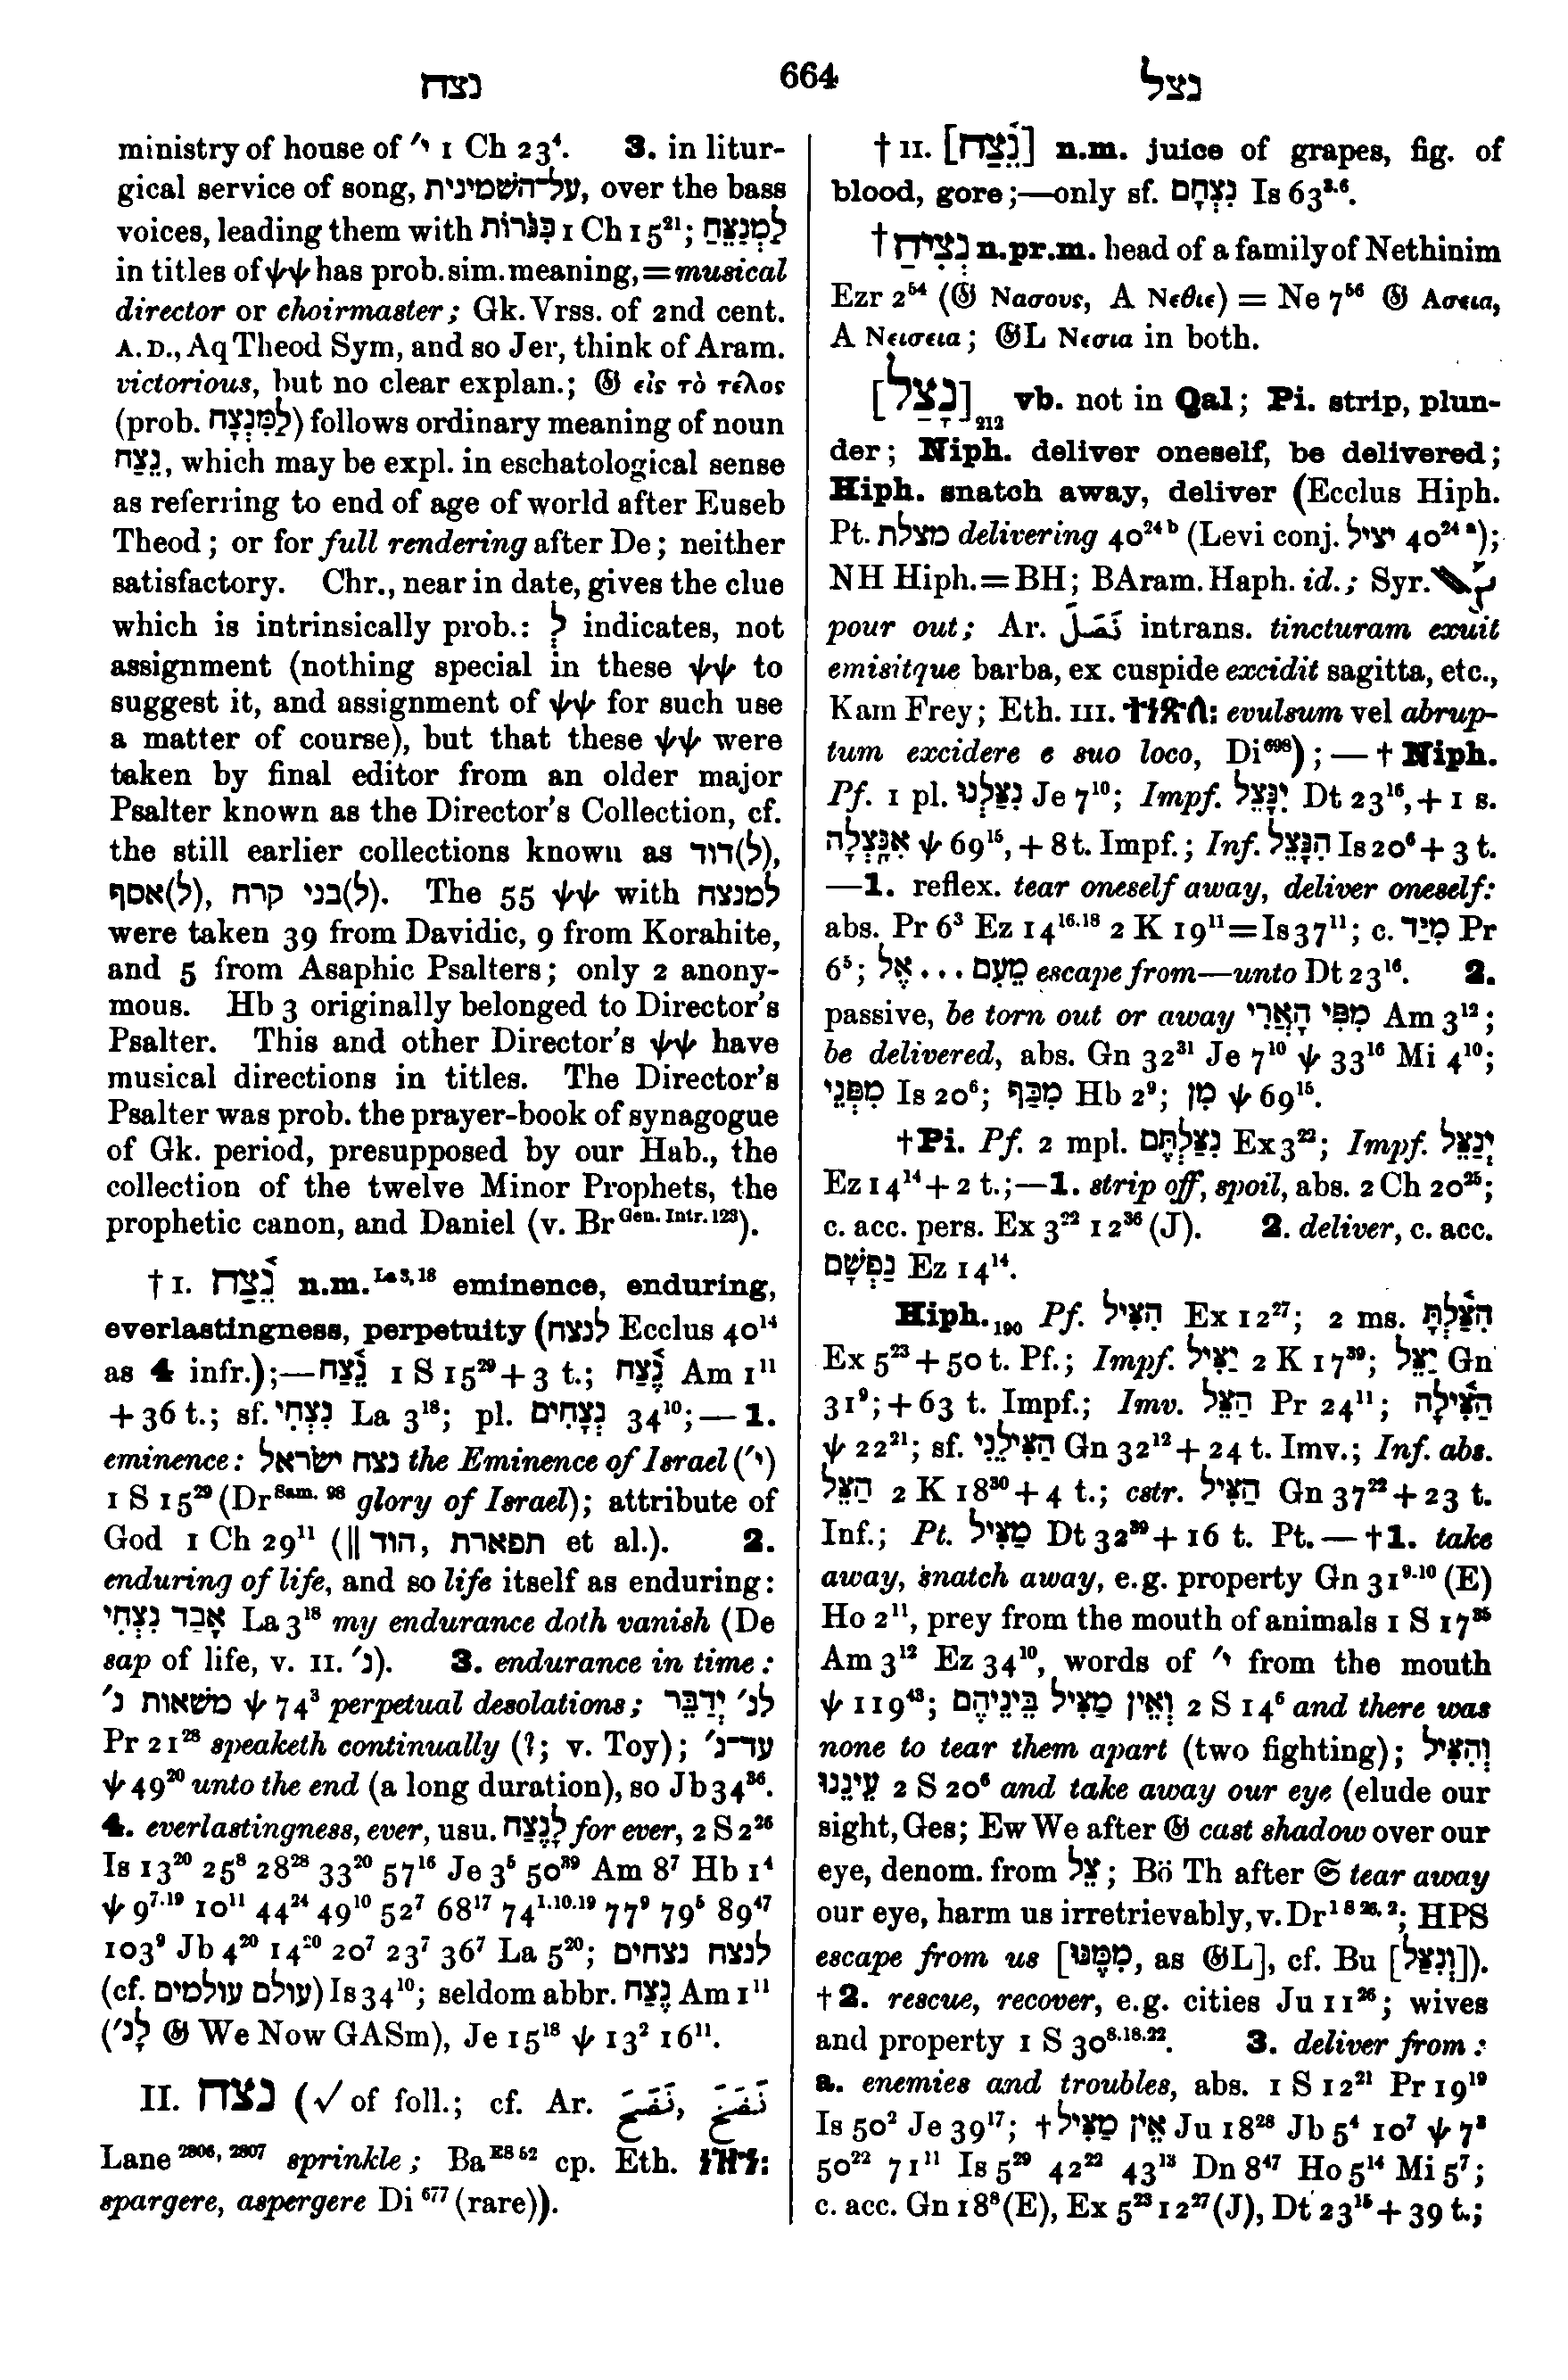 נצח 664 נצל
ministry of house of ׳י 1 Ch 23⁴. 3. in litur-
gical service of song, עַל־הַשְּׁמִינִית, over the bass
voices, leading them with כִּנֹּרוֹת 1 Ch 15²¹; לַמְנַצֵּחַ
in titles of ψψ has prob. sim. meaning, = musical
director or choirmaster; Gk. Vrss. of 2nd cent.
A.D., Aq Theod Sym, and so Jer, think of Aram.
victorious, but no clear explan.; 𝔊 εἰς τὸ τέλος
(prob. לַמִּנְצָח) follows ordinary meaning of noun
נֵצַח, which may be expl. in eschatological sense
as referring to end of age of world after Euseb
Theod; or for full rendering after De; neither
satisfactory. Chr., near in date, gives the clue
which is intrinsically prob.: לְ indicates, not
assignment (nothing special in these ψψ to
suggest it, and assignment of ψψ for such use
a matter of course), but that these ψψ were
taken by final editor from an older major
Psalter known as the Director's Collection, cf.
the still earlier collections known as (ל)דוד,
(ל)בני קרח, (ל)אסף. The 55 ψψ with למנצח
were taken 39 from Davidic, 9 from Korahite,
and 5 from Asaphic Psalters; only 2 anony-
mous. Hb 3 originally belonged to Director's
Psalter. This and other Director's ψψ have
musical directions in titles. The Director's
Psalter was prob. the prayer-book of synagogue
of Gk. period, presupposed by our Hab., the
collection of the twelve Minor Prophets, the
prophetic canon, and Daniel (v. Br Gen. Intr. 123).
† I. נֵ֫צַח n.m. La 3, 18 eminence, enduring,
everlastingness, perpetuity (לנצח Ecclus 40¹⁴
as 4 infr.);—נֵ֫צַח 1 S 15²⁹ + 3 t.; נֶ֫צַח Am 1¹¹
+ 36 t.; sf. נִצְחִי La 3¹⁸; pl. נְצָחִים 34¹⁰;—1.
eminence: נצח ישׂראל the Eminence of Israel (׳י)
1 S 15²⁹ (Dr Sam. 98 glory of Israel); attribute of
God 1 Ch 29¹¹ (‖ הוד, תפארת et al.). 2.
enduring of life, and so life itself as enduring:
אָבַד נִצְחִי La 3¹⁸ my endurance doth vanish (De
sap of life, v. II. נ׳). 3. endurance in time:
משאות נ׳ ψ 74³ perpetual desolations; לנ׳ יְדַבֵּר
Pr 21²⁸ speaketh continually (?; v. Toy); עד־נ׳
ψ 49²⁰ unto the end (a long duration), so Jb 34³⁶.
4. everlastingness, ever, usu. לָנֶצַח for ever, 2 S 2²⁶
Is 13²⁰ 25⁸ 28²⁸ 33²⁰ 57¹⁶ Je 3⁵ 50³⁹ Am 8⁷ Hb 1⁴
ψ 9⁷·¹⁹ 10¹¹ 44²⁴ 49¹⁰ 52⁷ 68¹⁷ 74¹·¹⁰·¹⁹ 77⁹ 79⁵ 89⁴⁷
103⁹ Jb 4²⁰ 14²⁰ 20⁷ 23⁷ 36⁷ La 5²⁰; לנצח נצחים
(cf. עולם עולמים) Is 34¹⁰; seldom abbr. נֶצַח Am 1¹¹
(לָנ׳ 𝔊 We Now GASm), Je 15¹⁸ ψ 13² 16¹¹.
II. נצח (√ of foll.; cf. Ar. نَضَحَ, نَضَخَ
Lane 2806, 2807 sprinkle; Ba ES 52 cp. Eth. ነዝኀ:
spargere, aspergere Di 677 (rare)).
† II. [נֵ֫צַח] n.m. juice of grapes, fig. of
blood, gore;—only sf. נִצְחָם Is 63³·⁶.
† נְצִיחַ n.pr.m. head of a family of Nethinim
Ezr 2⁵⁴ (𝔊 Νασους, A Νεθιε) = Ne 7⁵⁶ 𝔊 Ασεια,
A Νεισεια; 𝔊L Νεσια in both.
[נָצַל] 212 vb. not in Qal; Pi. strip, plun-
der; Niph. deliver oneself, be delivered;
Hiph. snatch away, deliver (Ecclus Hiph.
Pt. מצלת delivering 40²⁴ᵇ (Levi conj. יציל 40²⁴ᵃ);
NH Hiph. = BH; BAram. Haph. id.; Syr.
pour out; Ar. نَصَلَ intrans. tincturam exuit
emisitque barba, ex cuspide excidit sagitta, etc.,
Kam Frey; Eth. III. ተነጽለ: evulsum vel abrup-
tum excidere e suo loco, Di 698);—† Niph.
Pf. 1 pl. נִצַּלְנוּ Je 7¹⁰; Impf. יִנָּצֵל Dt 23¹⁶, + 1 s.
אִנָּצְלָה ψ 69¹⁵, + 8 t. Impf.; Inf. הִנָּצֵל Is 20⁶ + 3 t.
—1. reflex. tear oneself away, deliver oneself:
abs. Pr 6³ Ez 14¹⁶·¹⁸ 2 K 19¹¹ = Is 37¹¹; c. מִיַּד Pr
6⁵; מֵעִם ... אֶל escape from—unto Dt 23¹⁶. 2.
passive, be torn out or away מִפִּי הָאֲרִי Am 3¹²;
be delivered, abs. Gn 32³¹ Je 7¹⁰ ψ 33¹⁶ Mi 4¹⁰;
מִפְּנֵי Is 20⁶; מִכַּף Hb 2⁹; מִן ψ 69¹⁵.
† Pi. Pf. 2 mpl. נִצַּלְתֶּם Ex 3²²; Impf. יְנַצֵּל
Ez 14¹⁴ + 2 t.;—1. strip off, spoil, abs. 2 Ch 20²⁵;
c. acc. pers. Ex 3²² 12³⁶ (J). 2. deliver, c. acc.
נַפְשָׁם Ez 14¹⁴.
Hiph. 190 Pf. הִצִּיל Ex 12²⁷; 2 ms. הִצַּ֫לְתָּ
Ex 5²³ + 50 t. Pf.; Impf. יַצִּיל 2 K 17³⁹; יַצֵּל Gn
31⁹; + 63 t. Impf.; Imv. הַצֵּל Pr 24¹¹; הַצִּ֫ילָה
ψ 22²¹; sf. הַצִּילֵנִי Gn 32¹² + 24 t. Imv.; Inf. abs.
הַצֵּל 2 K 18³⁰ + 4 t.; cstr. הַצִּיל Gn 37²² + 23 t.
Inf.; Pt. מַצִּיל Dt 32³⁹ + 16 t. Pt.—† 1. take
away, snatch away, e.g. property Gn 31⁹·¹⁰ (E)
Ho 2¹¹, prey from the mouth of animals 1 S 17³⁵
Am 3¹² Ez 34¹⁰, words of ׳י from the mouth
ψ 119⁴³; וְאֵין מַצִּיל בֵּינֵיהֶם 2 S 14⁶ and there was
none to tear them apart (two fighting); וְהִצִּיל
עֵינֵנוּ 2 S 20⁶ and take away our eye (elude our
sight, Ges; Ew We after 𝔊 cast shadow over our
eye, denom. from צֵל; Bö Th after 𝔖 tear away
our eye, harm us irretrievably, v. Dr 1 S 26, 2; HPS
escape from us [מִמֶּנּוּ, as 𝔊L], cf. Bu [וְנִצַּל]).
† 2. rescue, recover, e.g. cities Ju 11²⁶; wives
and property 1 S 30⁸·¹⁸·²². 3. deliver from:
a. enemies and troubles, abs. 1 S 12²¹ Pr 19¹⁹
Is 50² Je 39¹⁷; † אֵין מַצִּיל Ju 18²⁸ Jb 5⁴ 10⁷ ψ 7³
50²² 71¹¹ Is 5²⁹ 42²² 43¹³ Dn 8⁴⁷ Ho 5¹⁴ Mi 5⁷;
c. acc. Gn 18⁸ (E), Ex 5²³ 12²⁷ (J), Dt 23¹⁵ + 39 t.;